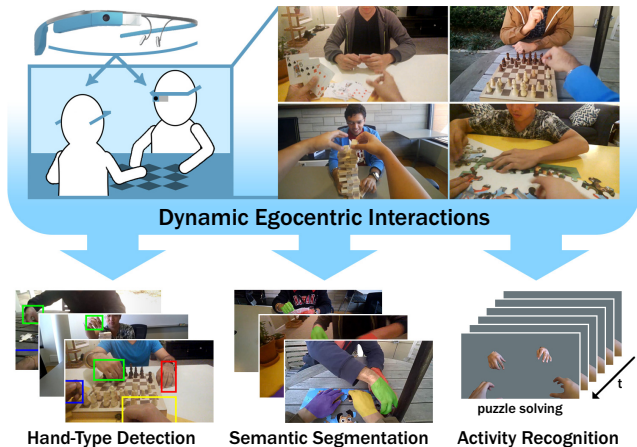 Dynamic Egocentric Interactions
t
puzzle solving
Hand-Type Detection
Semantic Segmentation
Activity Recognition